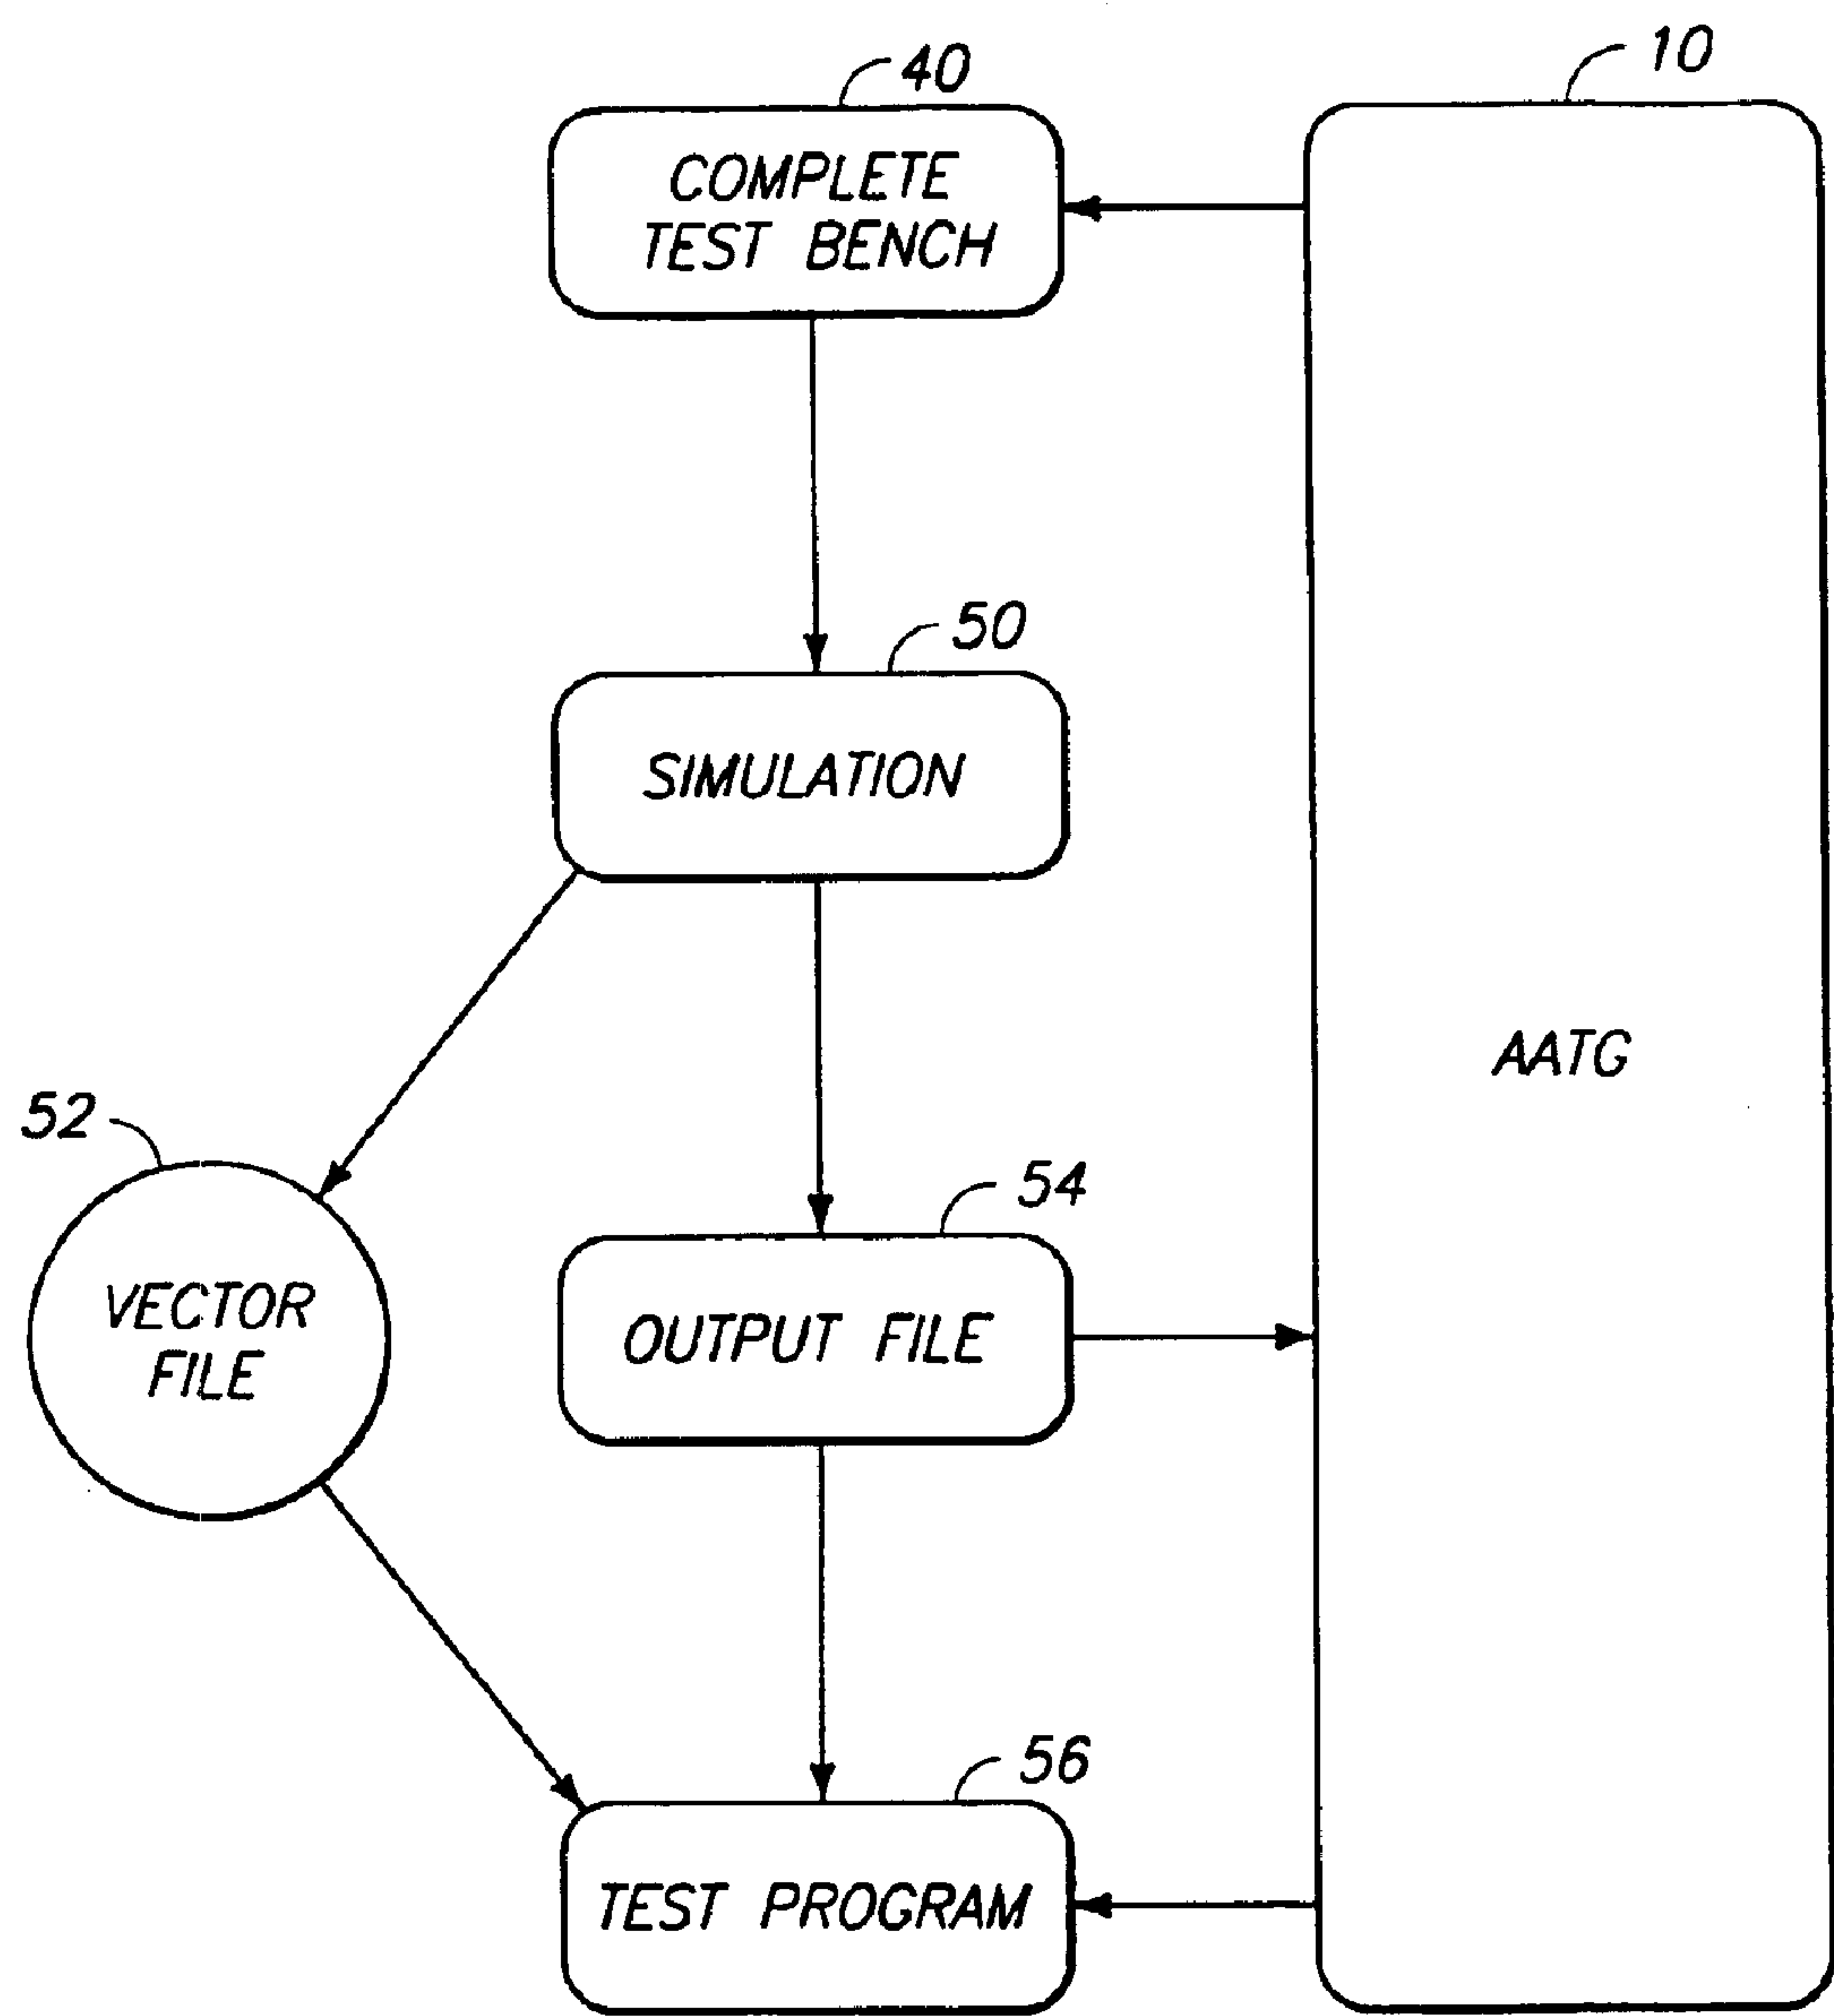 40
10
COMPLETE
TEST BENCH
50
SIMULATION
AATG
52
54
VECTOR
FILE
OUTPUT FILE
56
TEST PROGRAM